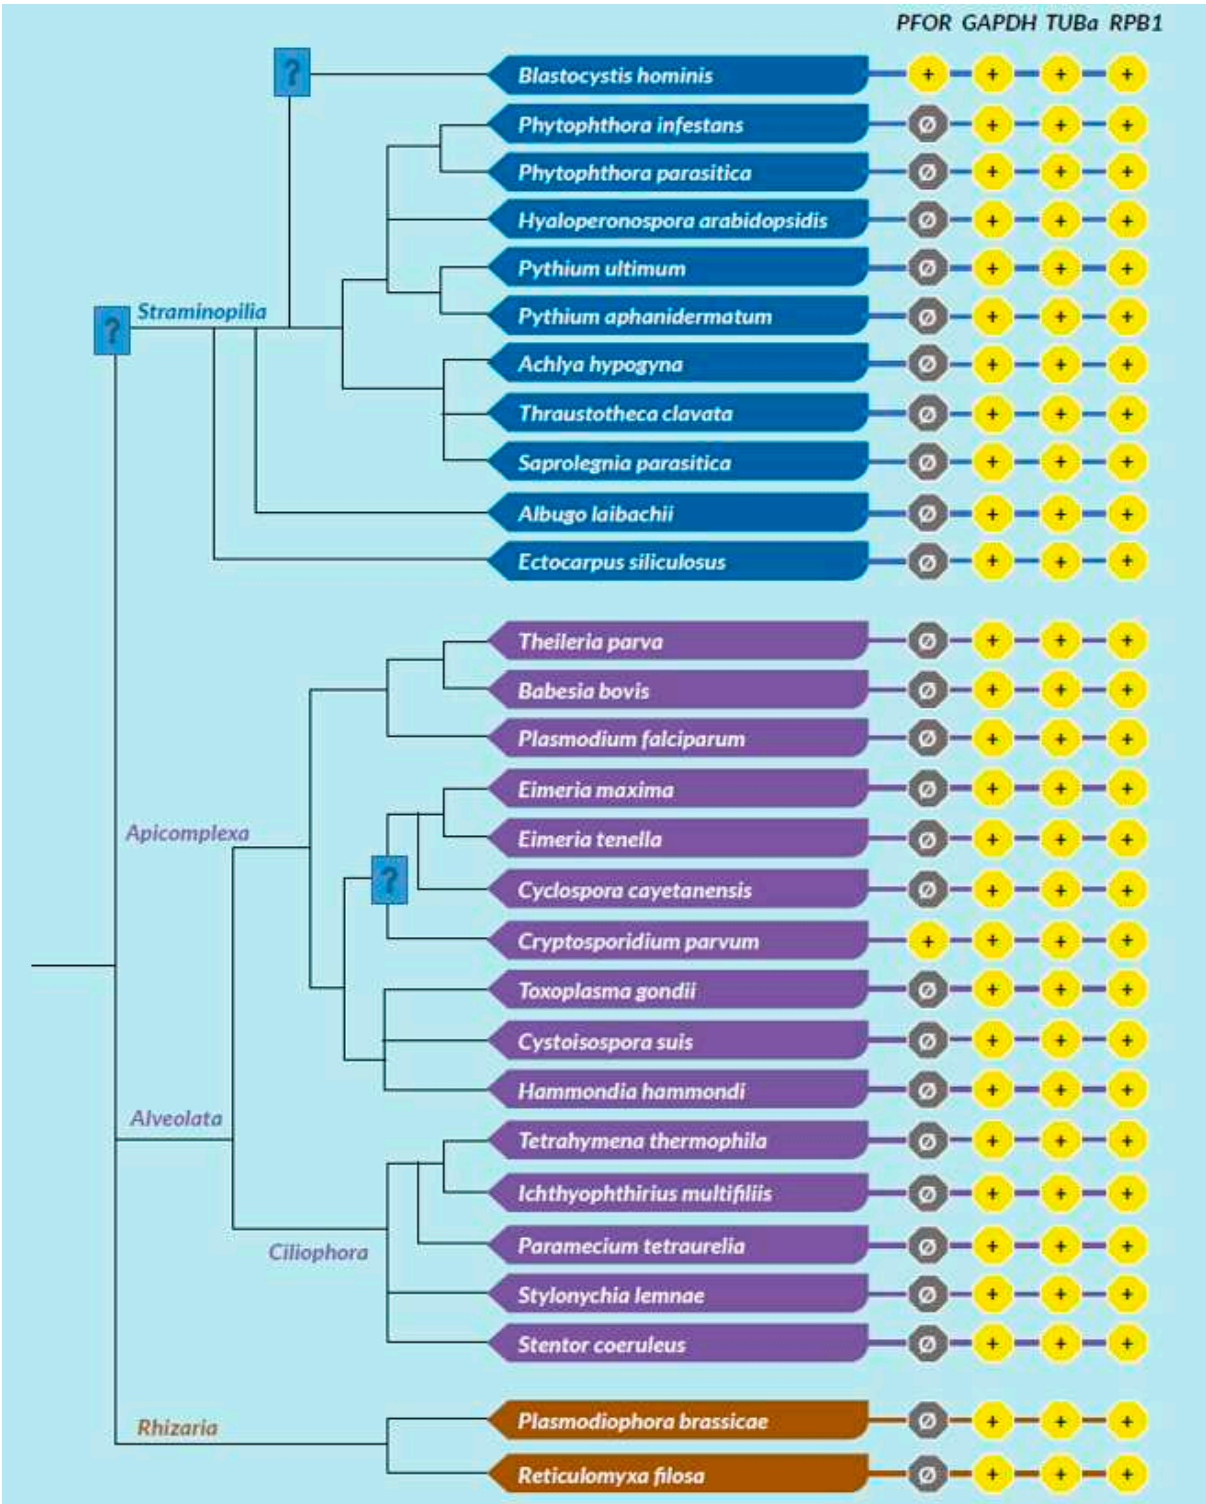 PFOR GAPDH TUBa RPB1
? Blastocystis hominis + + + +
Phytophthora infestans Ø + + +
Phytophthora parasitica Ø + + +
Hyaloperonospora arabidopsidis Ø + + +
Pythium ultimum Ø + + +
? Straminopilia
Pythium aphanidermatum Ø + + +
Achlya hypogyna Ø + + +
Thraustotheca clavata Ø + + +
Saprolegnia parasitica Ø + + +
Albugo laibachii Ø + + +
Ectocarpus siliculosus Ø + + +
Theileria parva Ø + + +
Babesia bovis Ø + + +
Plasmodium falciparum Ø + + +
Eimeria maxima Ø + + +
Apicomplexa
Eimeria tenella Ø + + +
? Cyclospora cayetanensis Ø + + +
Cryptosporidium parvum + + + +
Toxoplasma gondii Ø + + +
Cystoisospora suis Ø + + +
Hammondia hammondi Ø + + +
Alveolata
Tetrahymena thermophila Ø + + +
Ichthyophthirius multifiliis Ø + + +
Ciliophora
Paramecium tetraurelia Ø + + +
Stylonychia lemnae Ø + + +
Stentor coeruleus Ø + + +
Rhizaria
Plasmodiophora brassicae Ø + + +
Reticulomyxa filosa Ø + + +